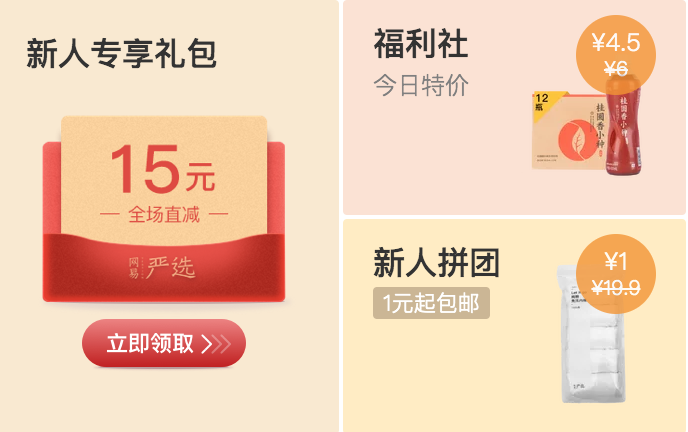 新人专享礼包
15元
全场直减
网易
严选
立即领取
福利社
今日特价
¥4.5
¥6
12
瓶
桂圆香小种
桂圆香小种
新人拼团
1元起包邮
¥1
¥19.9